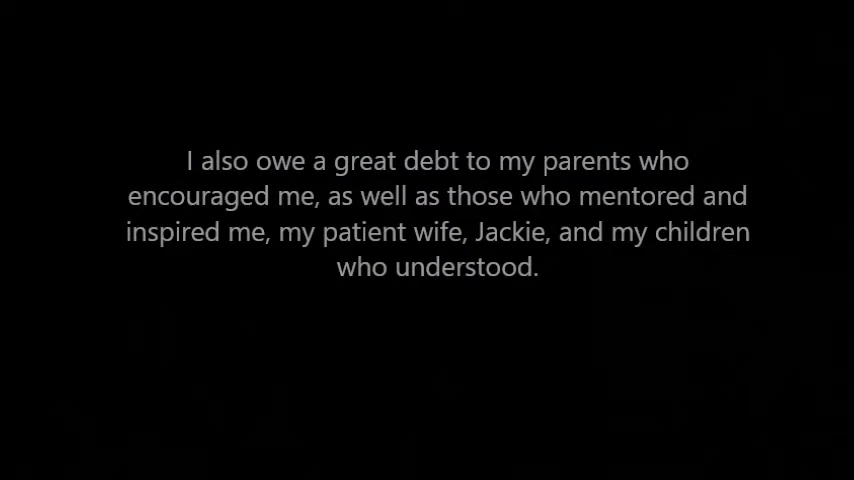 I also owe a great debt to my parents who
encouraged me, as well as those who mentored and
inspired me, my patient wife, Jackie, and my children
who understood.